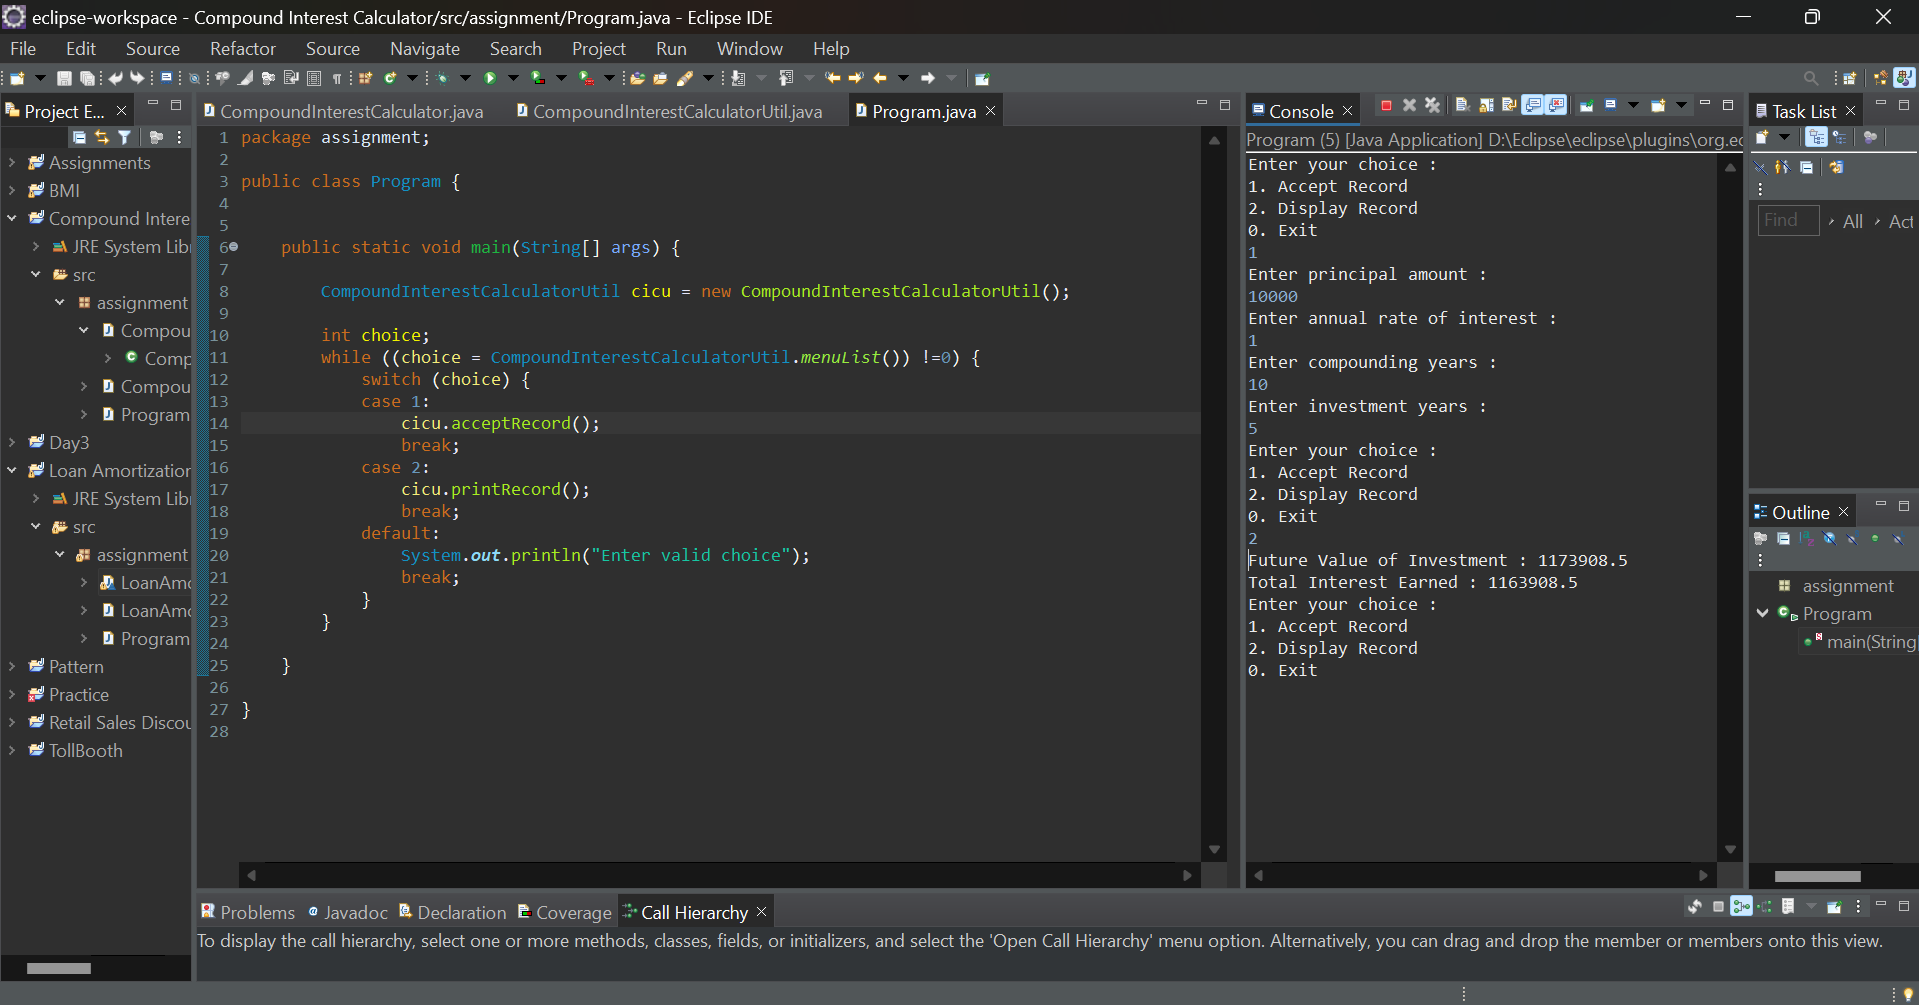 eclipse-workspace - Compound Interest Calculator/src/assignment/Program.java - Eclipse IDE
File Edit Source Refactor Source Navigate Search Project Run Window Help
Project E...
Assignments
BMI
Compound Intere
JRE System Lib
src
assignment
Compou
Comp
Compou
Program
Day3
Loan Amortization
JRE System Lib
src
assignment
LoanAmo
LoanAmo
Program
Pattern
Practice
Retail Sales Discou
TollBooth
CompoundInterestCalculator.java CompoundInterestCalculatorUtil.java Program.java
1 package assignment;
2
3 public class Program {
4
5
6 public static void main(String[] args) {
7
8 CompoundInterestCalculatorUtil cicu = new CompoundInterestCalculatorUtil();
9
10 int choice;
11 while ((choice = CompoundInterestCalculatorUtil.menuList()) !=0) {
12 switch (choice) {
13 case 1:
14 cicu.acceptRecord();
15 break;
16 case 2:
17 cicu.printRecord();
18 break;
19 default:
20 System.out.println("Enter valid choice");
21 break;
22 }
23 }
24
25 }
26
27 }
28
Console
Program (5) [Java Application] D:\Eclipse\eclipse\plugins\org.ec
Enter your choice :
1. Accept Record
2. Display Record
0. Exit
1
Enter principal amount :
10000
Enter annual rate of interest :
1
Enter compounding years :
10
Enter investment years :
5
Enter your choice :
1. Accept Record
2. Display Record
0. Exit
2
Future Value of Investment : 1173908.5
Total Interest Earned : 1163908.5
Enter your choice :
1. Accept Record
2. Display Record
0. Exit
Task List
Find All Act
Outline
assignment
Program
main(String
Problems Javadoc Declaration Coverage Call Hierarchy
To display the call hierarchy, select one or more methods, classes, fields, or initializers, and select the 'Open Call Hierarchy' menu option. Alternatively, you can drag and drop the member or members onto this view.